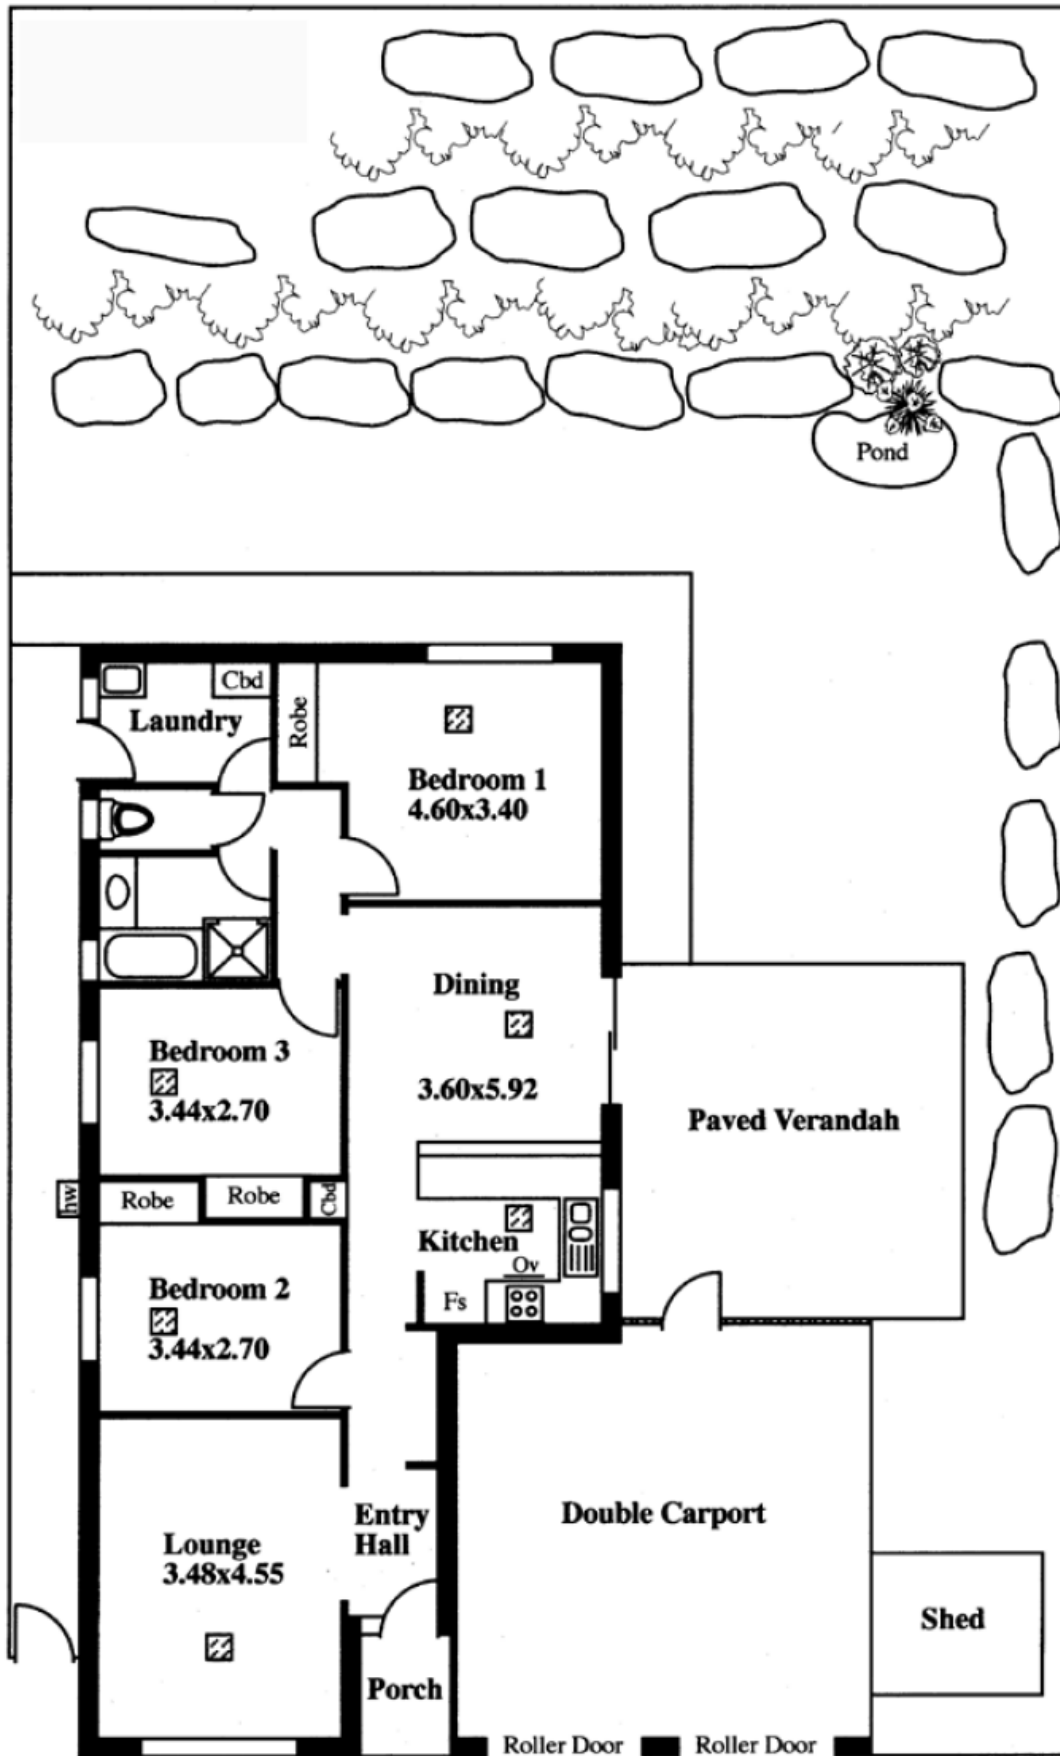 Pond
Cbd
Laundry
Robe
Bedroom 1
4.60x3.40
Dining
3.60x5.92
Bedroom 3
3.44x2.70
Paved Verandah
hw
Robe
Robe
Cbd
Kitchen
Ov
Fs
Bedroom 2
3.44x2.70
Double Carport
Entry
Hall
Lounge
3.48x4.55
Shed
Porch
Roller Door
Roller Door